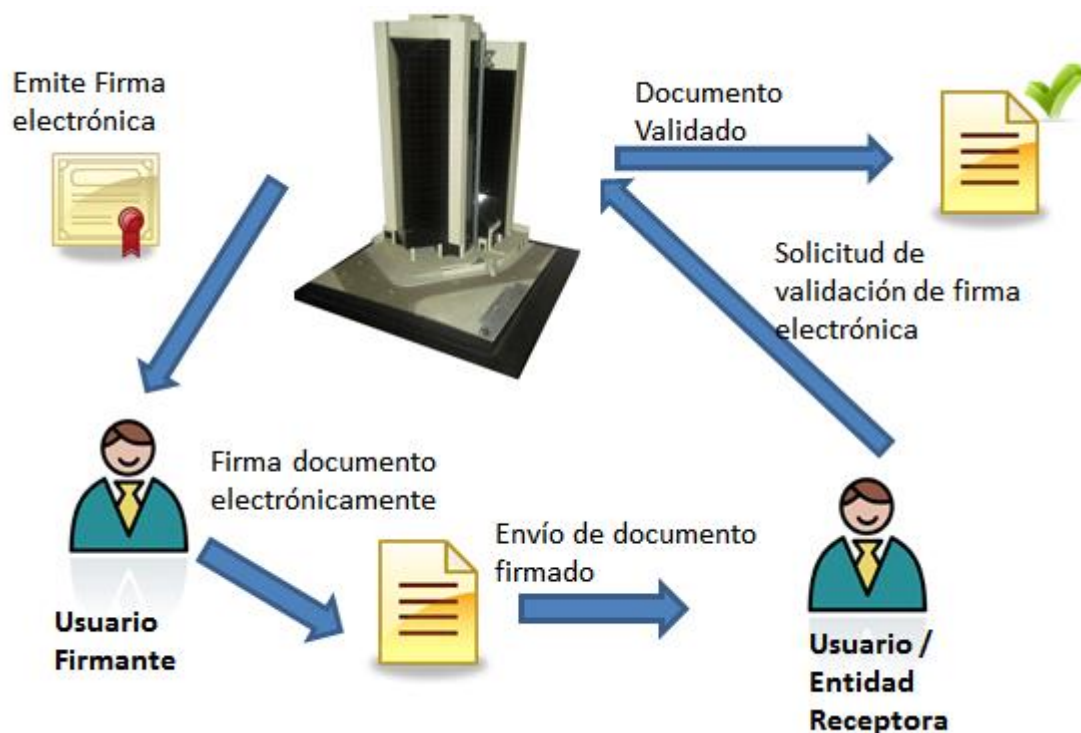 Emite Firma
electrónica
Documento
Validado
Solicitud de
validación de firma
electrónica
Firma documento
electrónicamente
Envío de documento
firmado
Usuario
Firmante
Usuario /
Entidad
Receptora